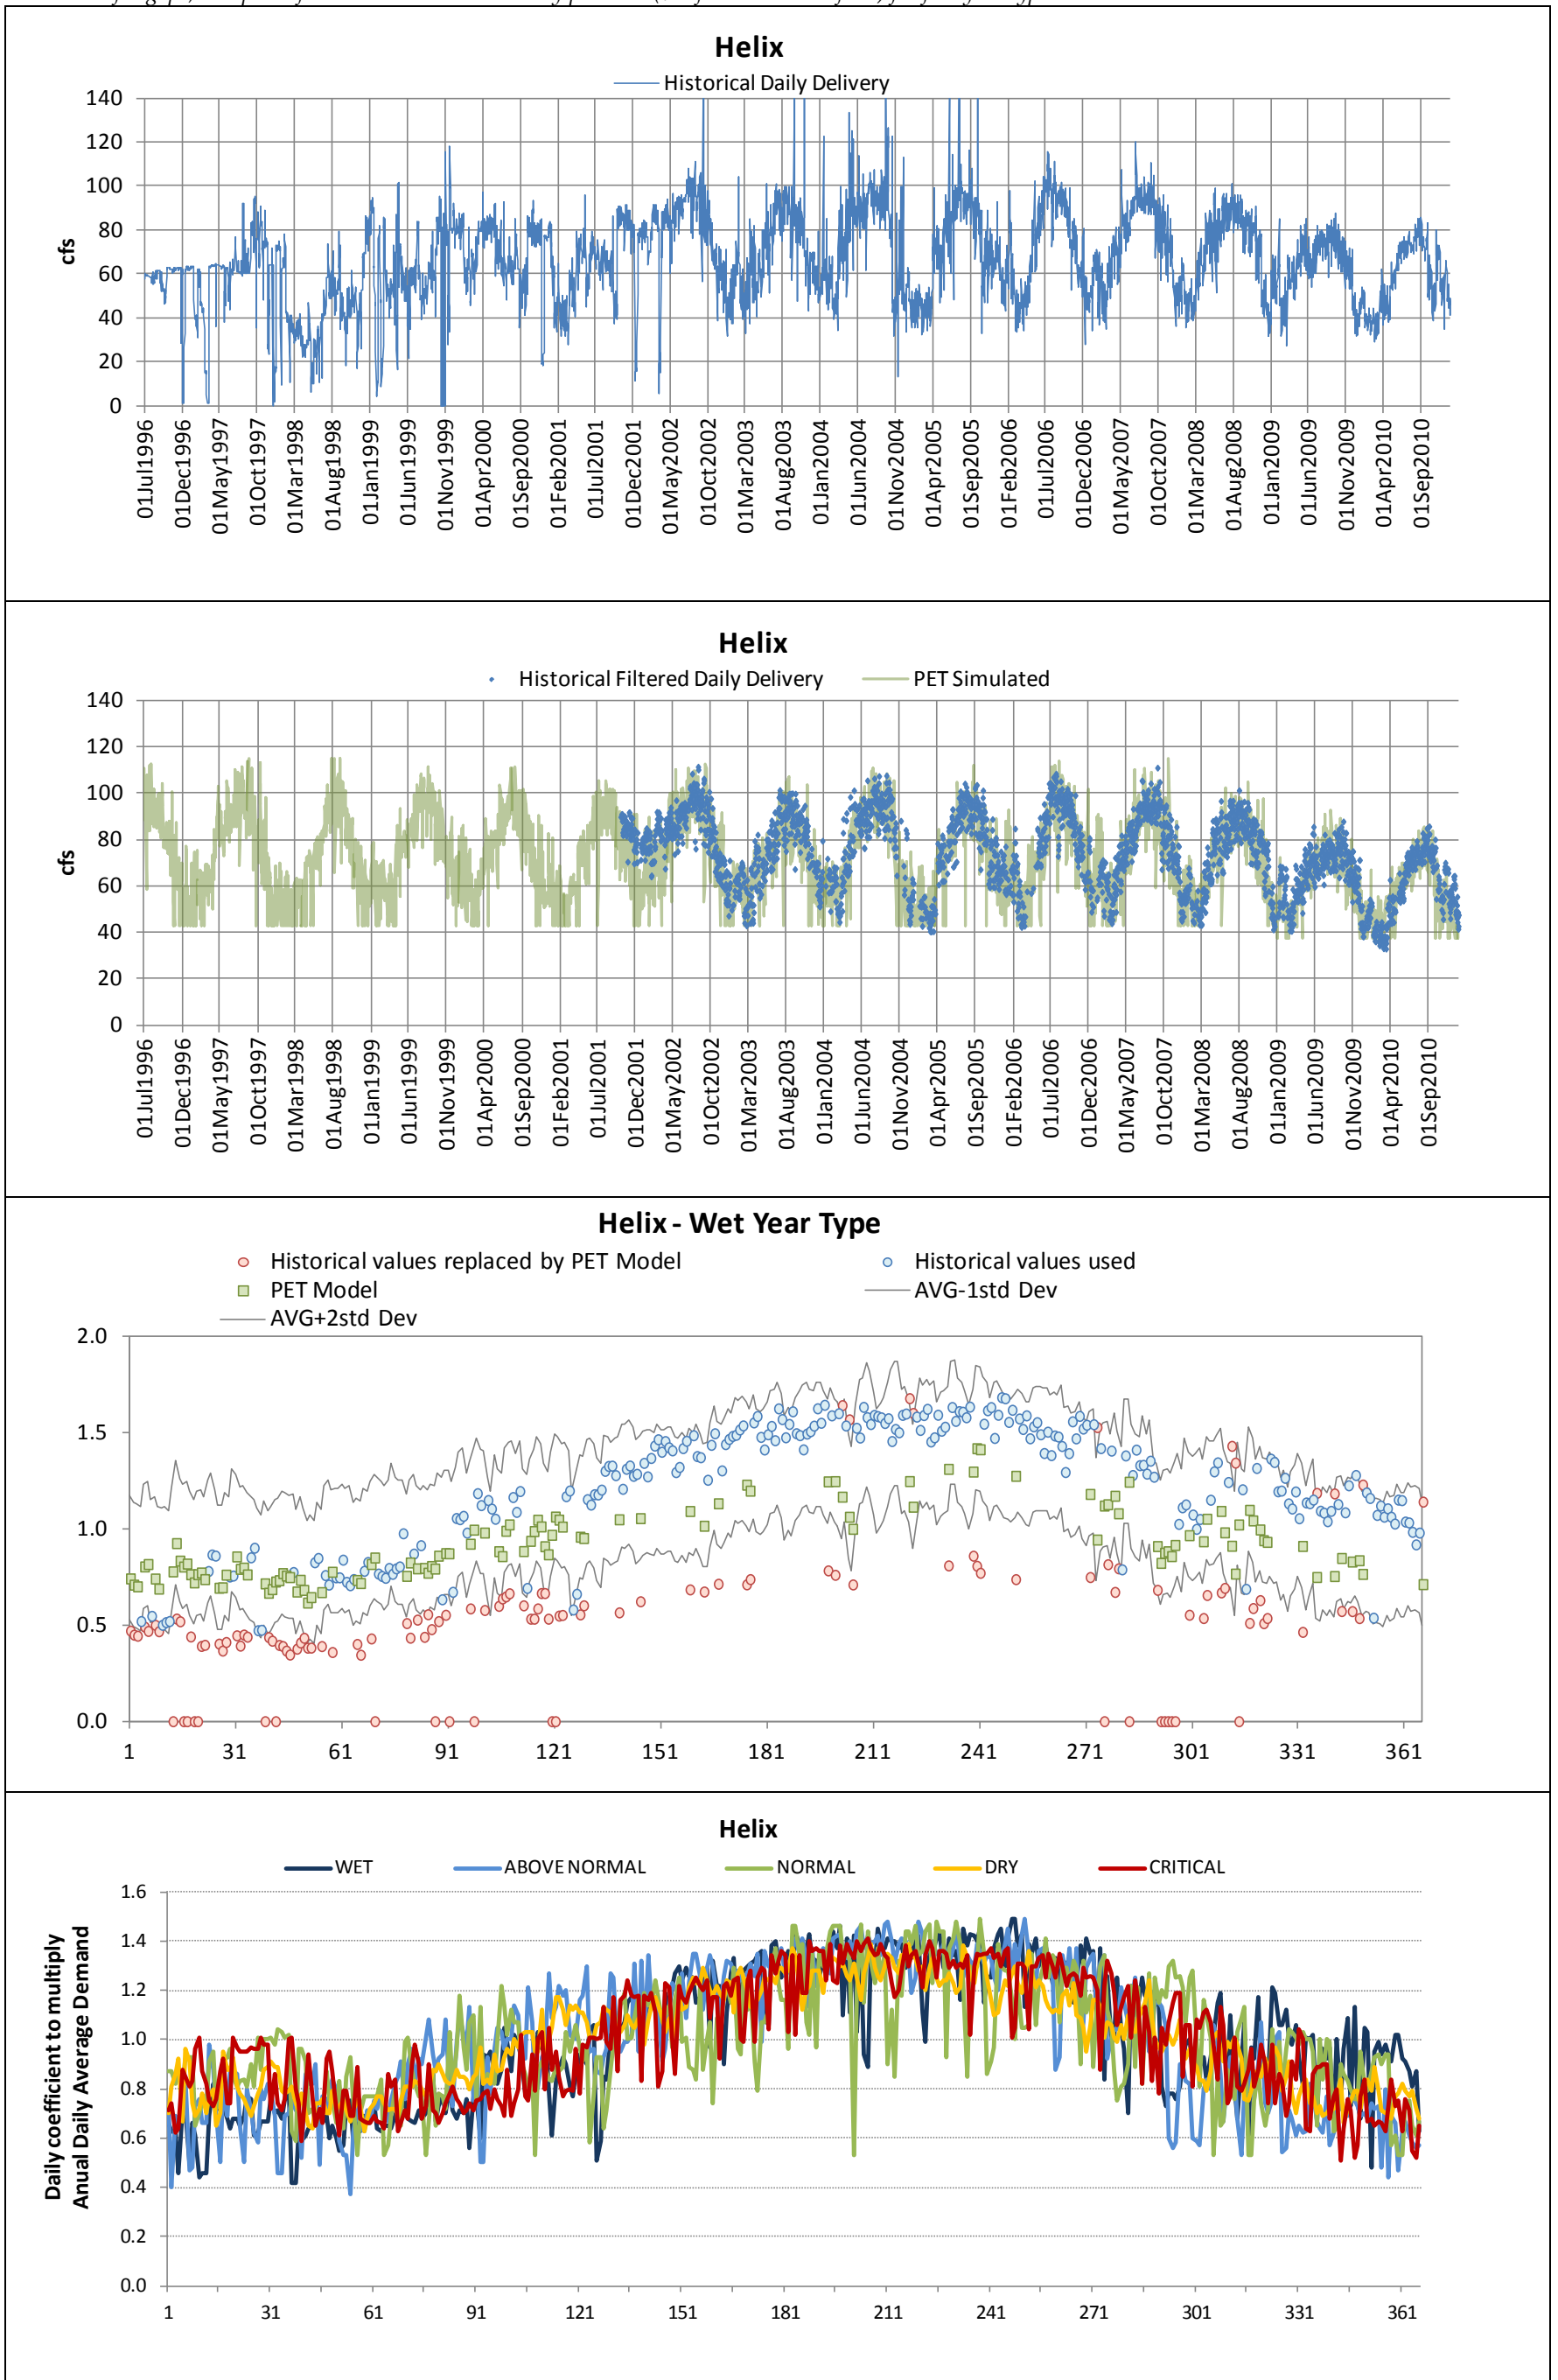 Helix
Historical Daily Delivery
140
120
100
80
60
40
20
0
cfs
01Jul1996
01Dec1996
01May1997
01Oct1997
01Mar1998
01Aug1998
01Jan1999
01Jun1999
01Nov1999
01Apr2000
01Sep2000
01Feb2001
01Jul2001
01Dec2001
01May2002
01Oct2002
01Mar2003
01Aug2003
01Jan2004
01Jun2004
01Nov2004
01Apr2005
01Sep2005
01Feb2006
01Jul2006
01Dec2006
01May2007
01Oct2007
01Mar2008
01Aug2008
01Jan2009
01Jun2009
01Nov2009
01Apr2010
01Sep2010
Helix
Historical Filtered Daily Delivery PET Simulated
140
120
100
80
60
40
20
0
cfs
01Jul1996
01Dec1996
01May1997
01Oct1997
01Mar1998
01Aug1998
01Jan1999
01Jun1999
01Nov1999
01Apr2000
01Sep2000
01Feb2001
01Jul2001
01Dec2001
01May2002
01Oct2002
01Mar2003
01Aug2003
01Jan2004
01Jun2004
01Nov2004
01Apr2005
01Sep2005
01Feb2006
01Jul2006
01Dec2006
01May2007
01Oct2007
01Mar2008
01Aug2008
01Jan2009
01Jun2009
01Nov2009
01Apr2010
01Sep2010
Helix - Wet Year Type
Historical values replaced by PET Model Historical values used
PET Model AVG-1std Dev
AVG+2std Dev
2.0
1.5
1.0
0.5
0.0
1 31 61 91 121 151 181 211 241 271 301 331 361
Helix
WET ABOVE NORMAL NORMAL DRY CRITICAL
Daily coefficient to multiply
Anual Daily Average Demand
1.6
1.4
1.2
1.0
0.8
0.6
0.4
0.2
0.0
1 31 61 91 121 151 181 211 241 271 301 331 361